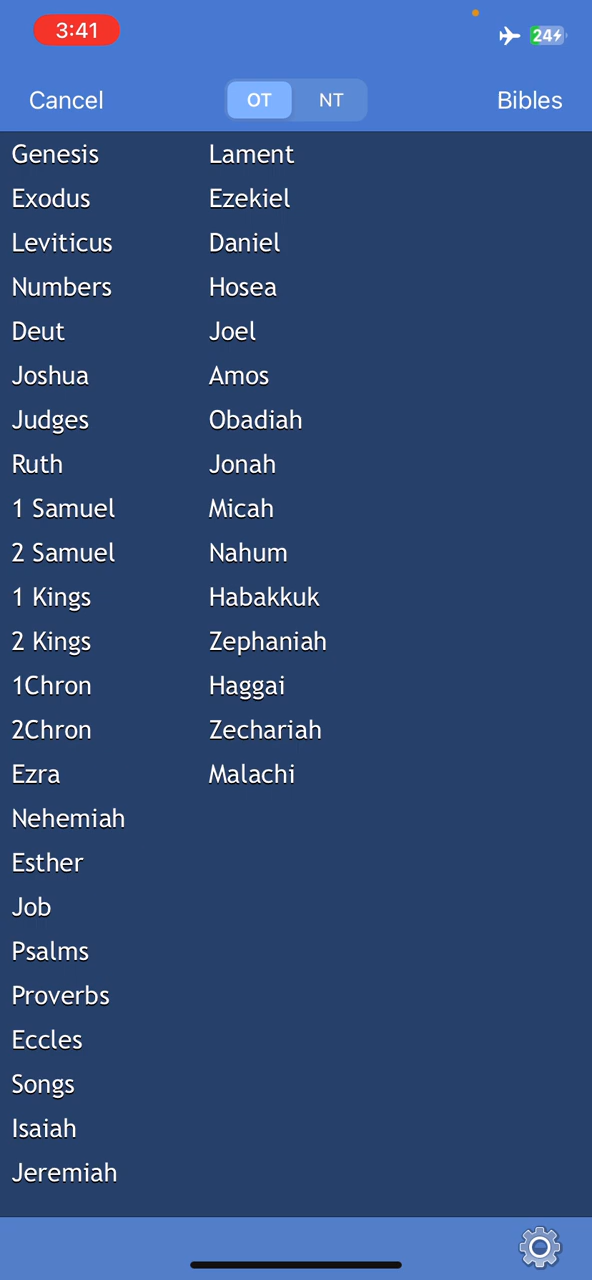 3:41
24
Cancel
OT
NT
Bibles
Genesis
Exodus
Leviticus
Numbers
Deut
Joshua
Judges
Ruth
1 Samuel
2 Samuel
1 Kings
2 Kings
1Chron
2Chron
Ezra
Nehemiah
Esther
Job
Psalms
Proverbs
Eccles
Songs
Isaiah
Jeremiah
Lament
Ezekiel
Daniel
Hosea
Joel
Amos
Obadiah
Jonah
Micah
Nahum
Habakkuk
Zephaniah
Haggai
Zechariah
Malachi